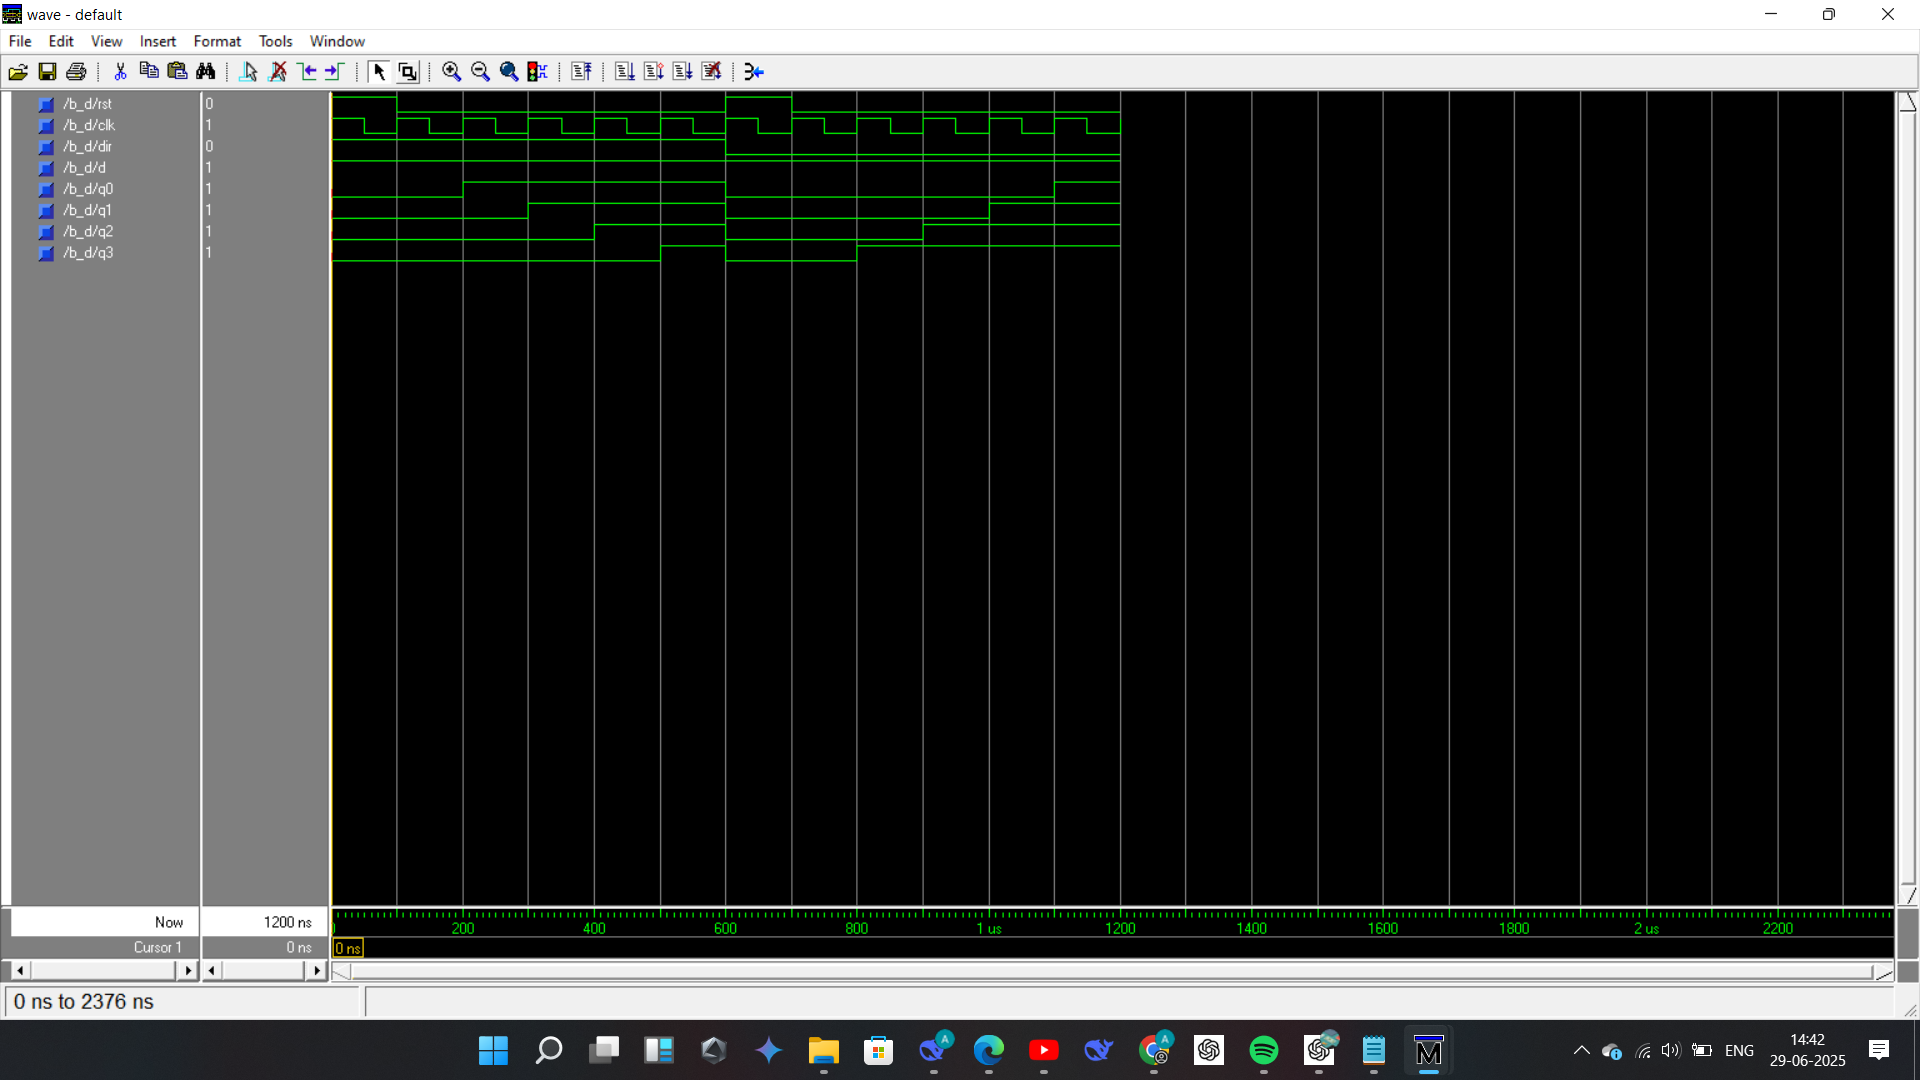 wave - default
File Edit View Insert Format Tools Window
/b_d/rst 0
/b_d/clk 1
/b_d/dir 0
/b_d/d 1
/b_d/q0 1
/b_d/q1 1
/b_d/q2 1
/b_d/q3 1
Now 1200 ns
200 400 600 800 1 us 1200 1400 1600 1800 2 us 2200
Cursor 1 0 ns 0 ns
0 ns to 2376 ns
A A
M
ENG
14:42
29-06-2025